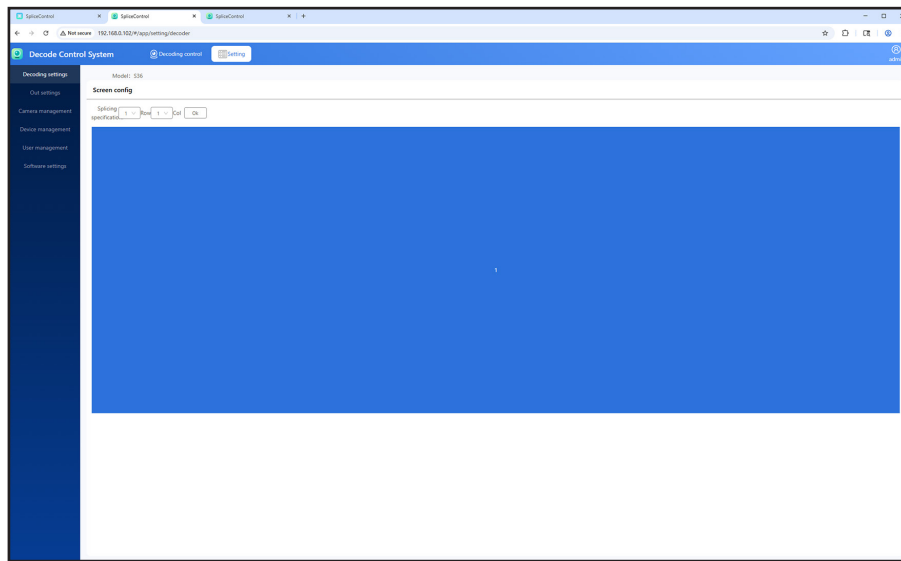 SpliceControl
SpliceControl
SpliceControl
Not secure 192.168.0.102/#/app/setting/decoder
Decode Control System
Decoding control
Setting
Decoding settings
Out settings
Camera management
Device management
User management
Software settings
Model: S36
Screen config
Splicing
1 Row 1 Col Ok
1